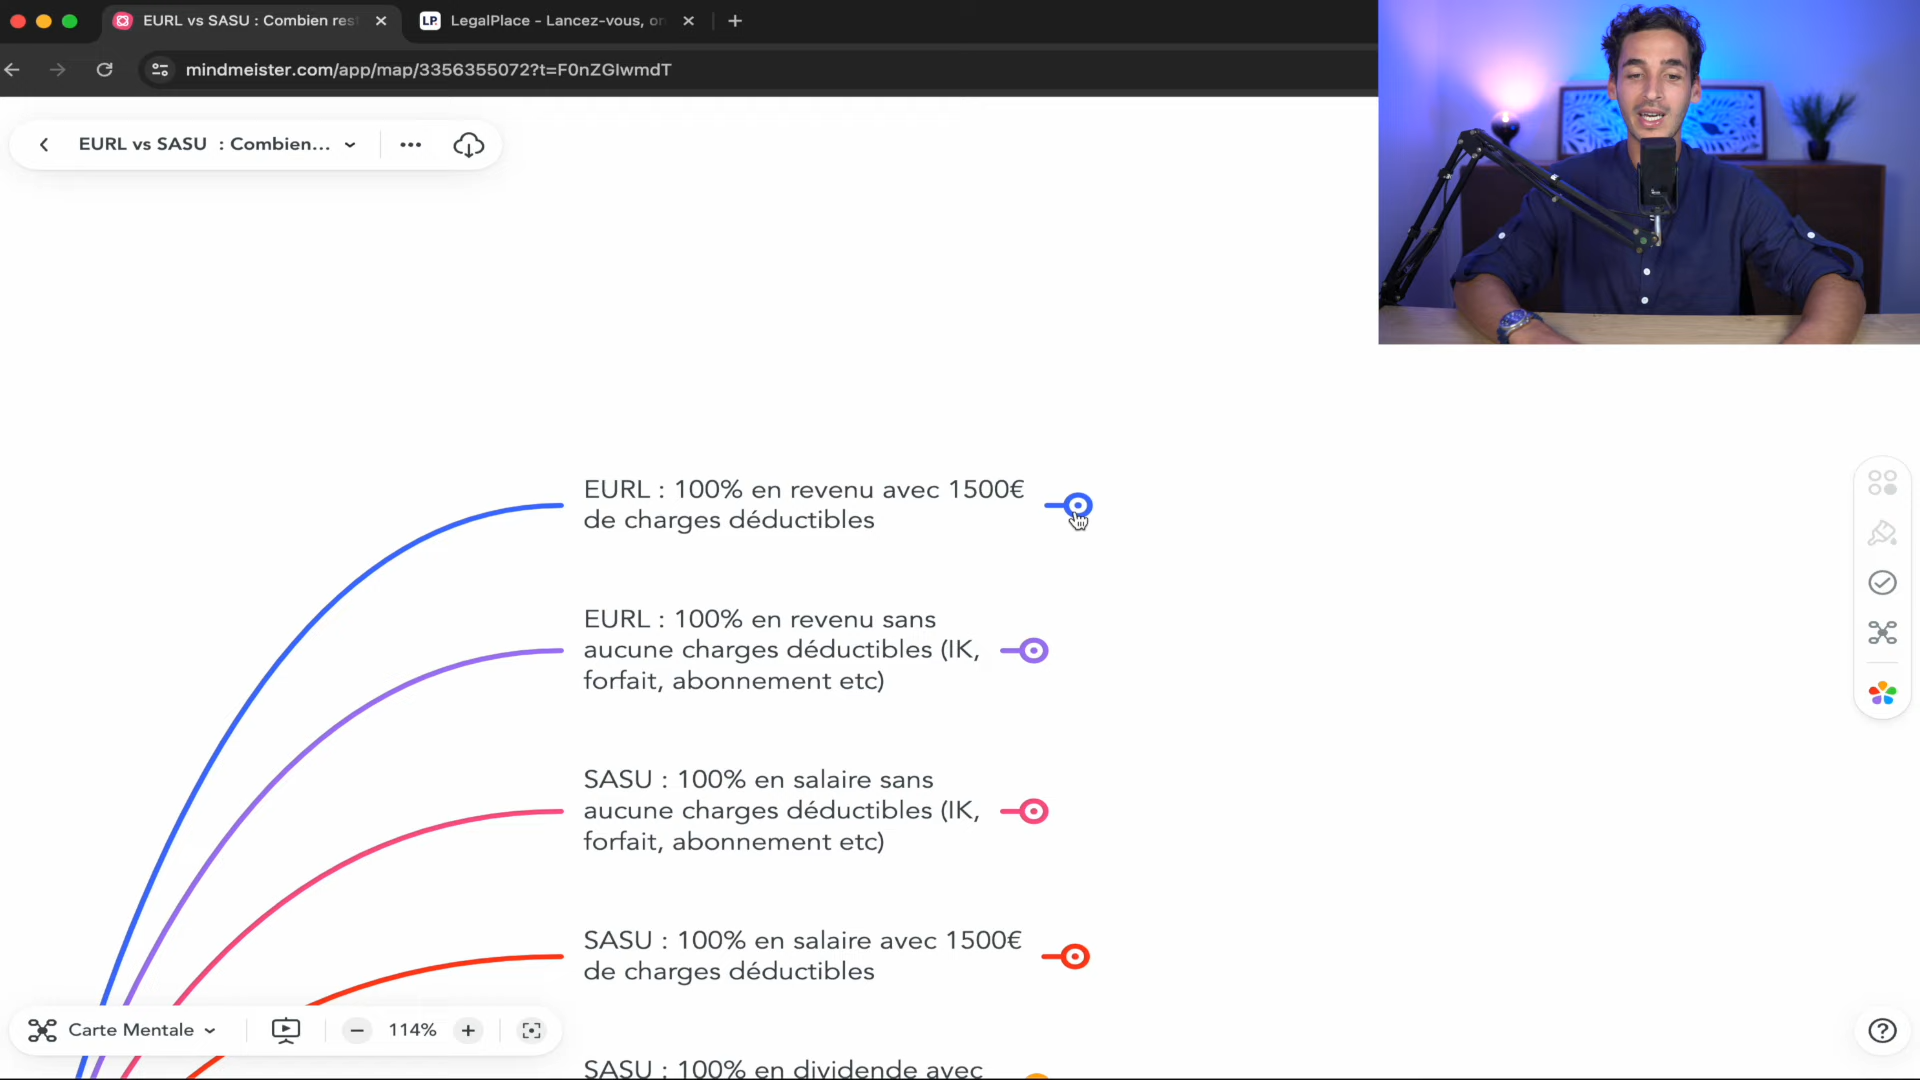 EURL vs SASU : Combien res
LP
LegalPlace - Lancez-vous, on
mindmeister.com/app/map/3356355072?t=F0nZGlwmdT
EURL vs SASU : Combien...
EURL : 100% en revenu avec 1500€
de charges déductibles
EURL : 100% en revenu sans
aucune charges déductibles (IK,
forfait, abonnement etc)
SASU : 100% en salaire sans
aucune charges déductibles (IK,
forfait, abonnement etc)
SASU : 100% en salaire avec 1500€
de charges déductibles
SASU : 100% en dividende avec
Carte Mentale
114%